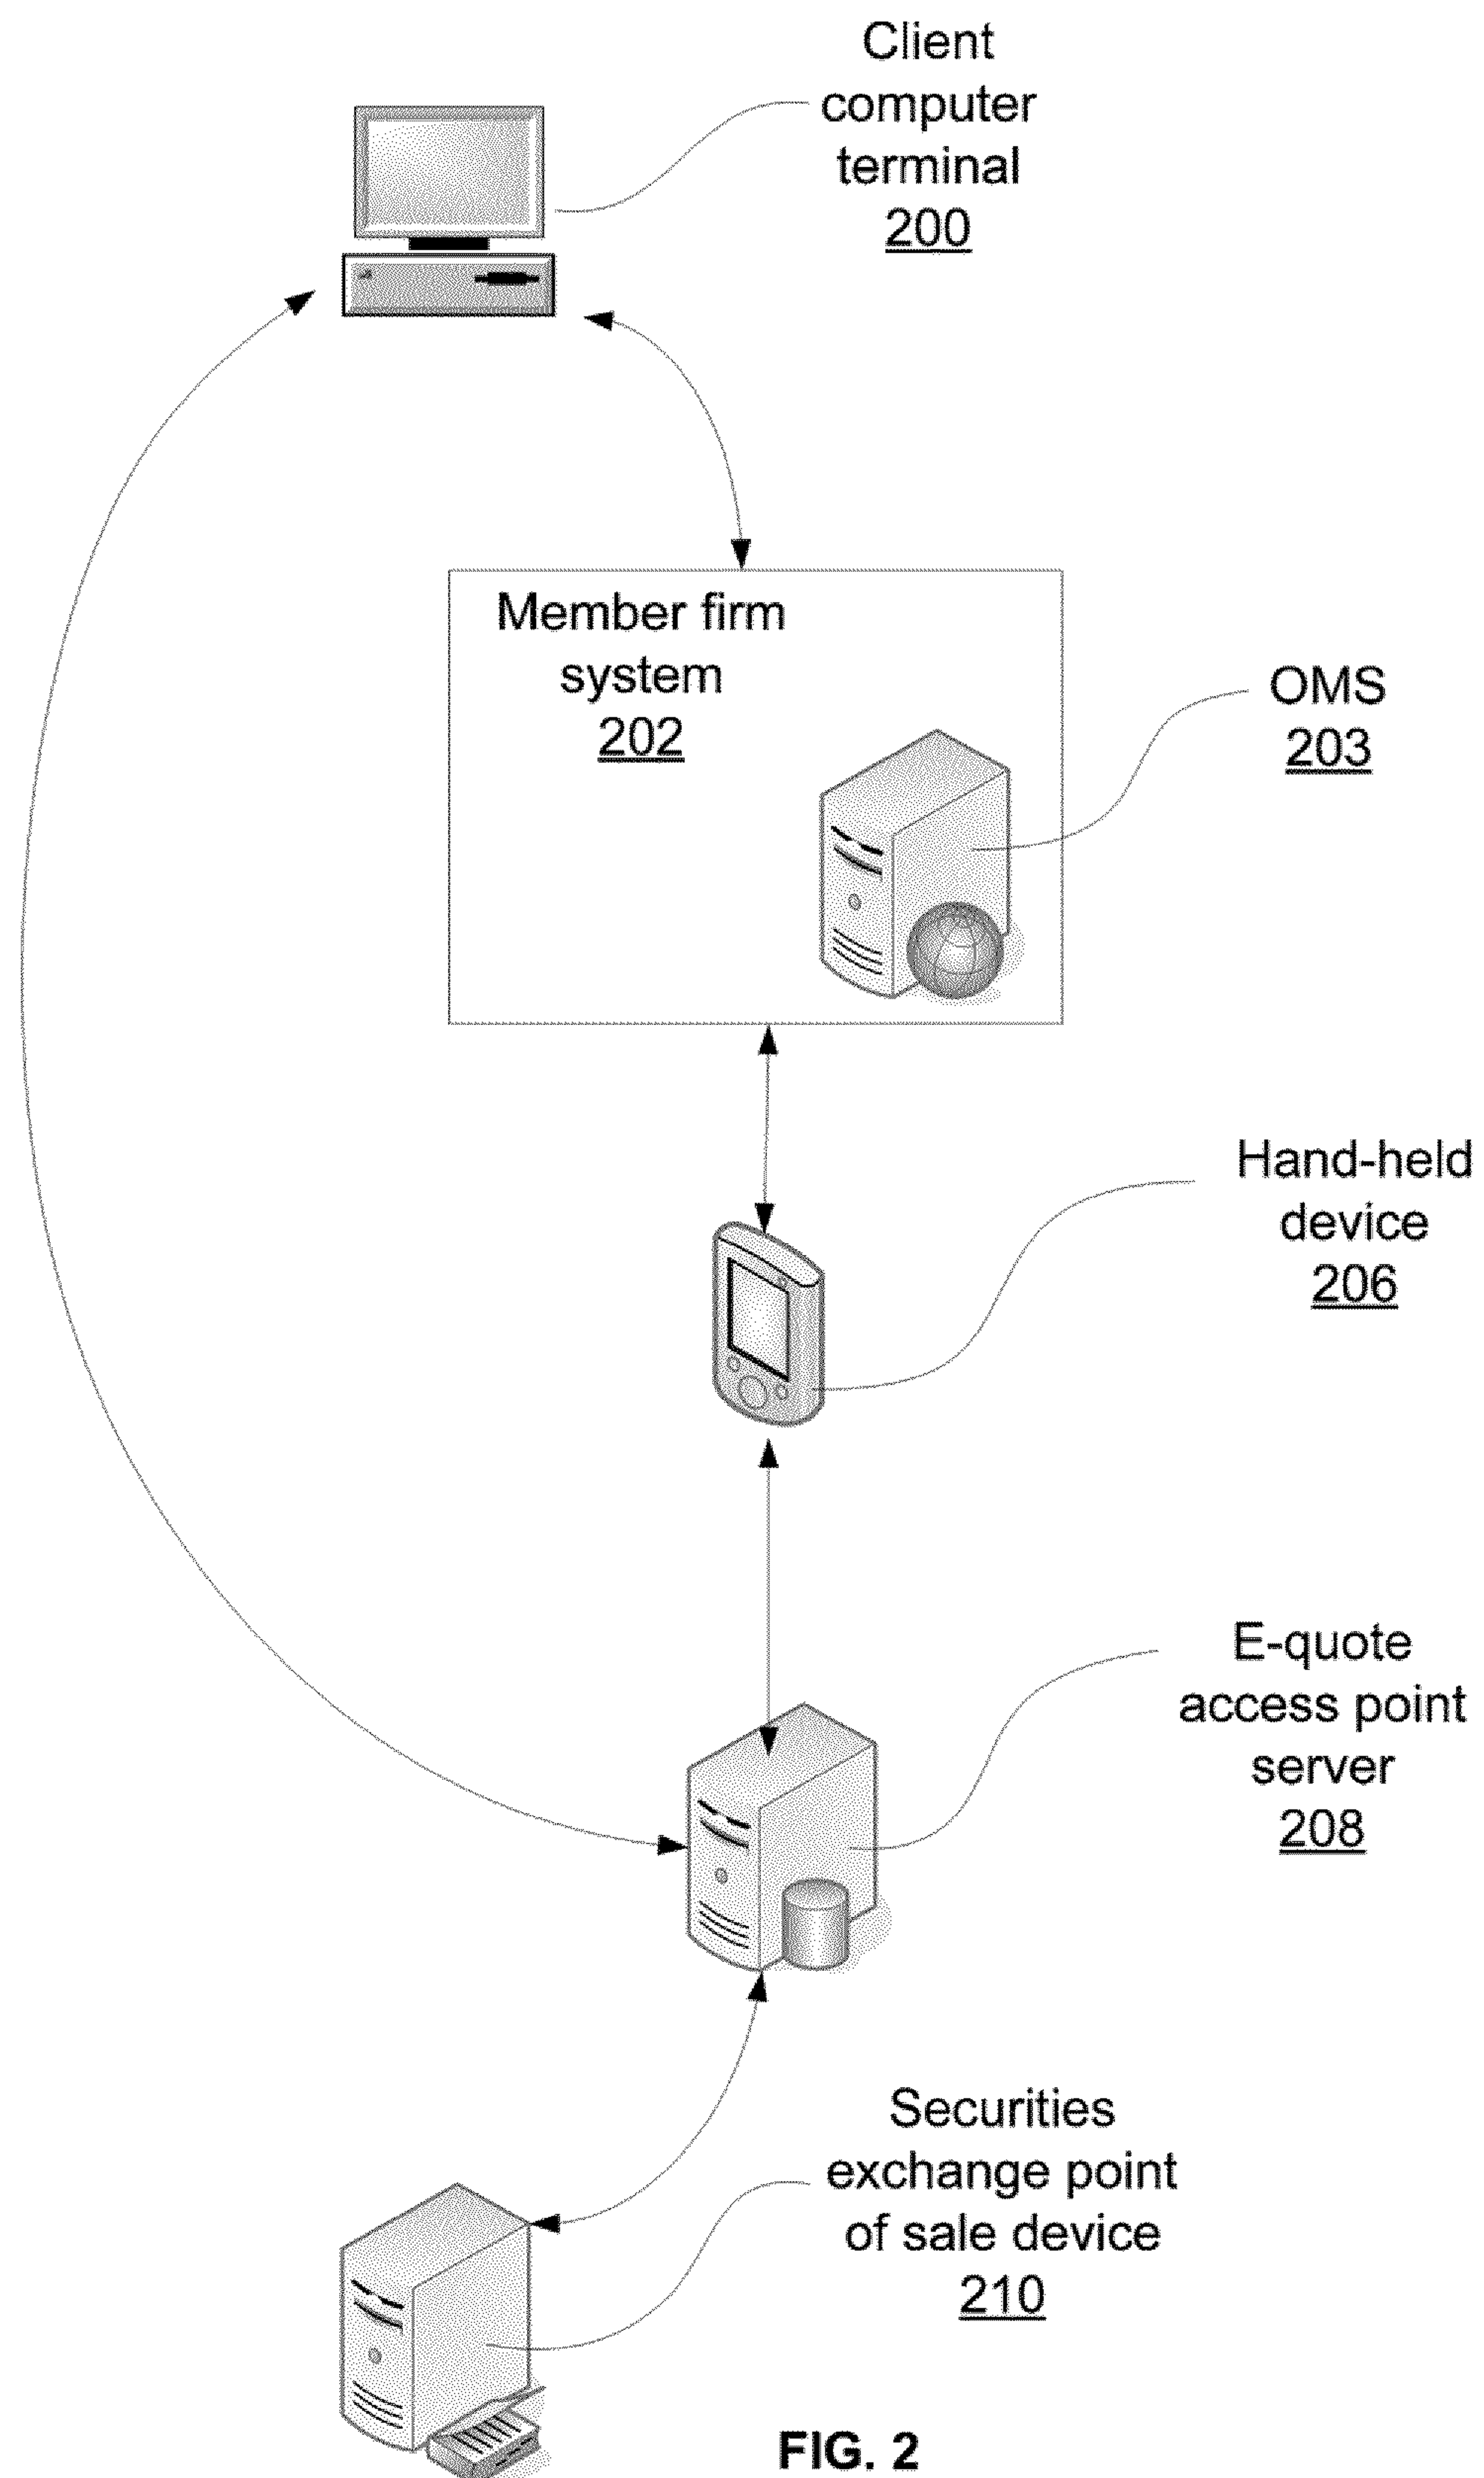 Client
computer
terminal
200
Member firm
system
202
OMS
203
Hand-held
device
206
E-quote
access point
server
208
Securities
exchange point
of sale device
210
FIG. 2